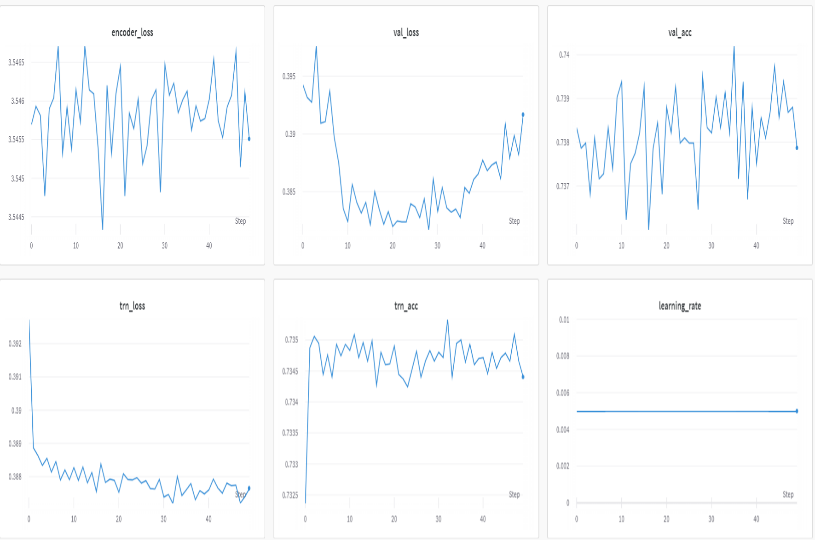 encoder_loss
3.5465
3.546
3.5455
3.545
3.5445
Step
0 10 20 30 40
val_loss
0.395
0.39
0.385
Step
0 10 20 30 40
val_acc
0.74
0.739
0.738
0.737
Step
0 10 20 30 40
trn_loss
0.392
0.391
0.39
0.389
0.388
Step
0 10 20 30 40
trn_acc
0.735
0.7345
0.734
0.7335
0.733
0.7325
Step
0 10 20 30 40
learning_rate
0.01
0.008
0.006
0.004
0.002
0
Step
0 10 20 30 40